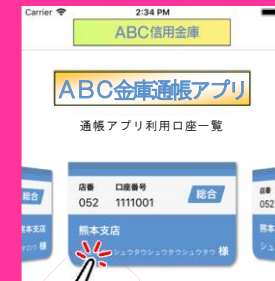 Carrier 2:34 PM
ABC信用金庫
ABC金庫通帳アプリ
通帳アプリ利用口座一覧
総合
店番 口座番号
052 1111001
総合
熊本支店
シュウタウシュウタウシュウタウ 様
店番
052
熊本